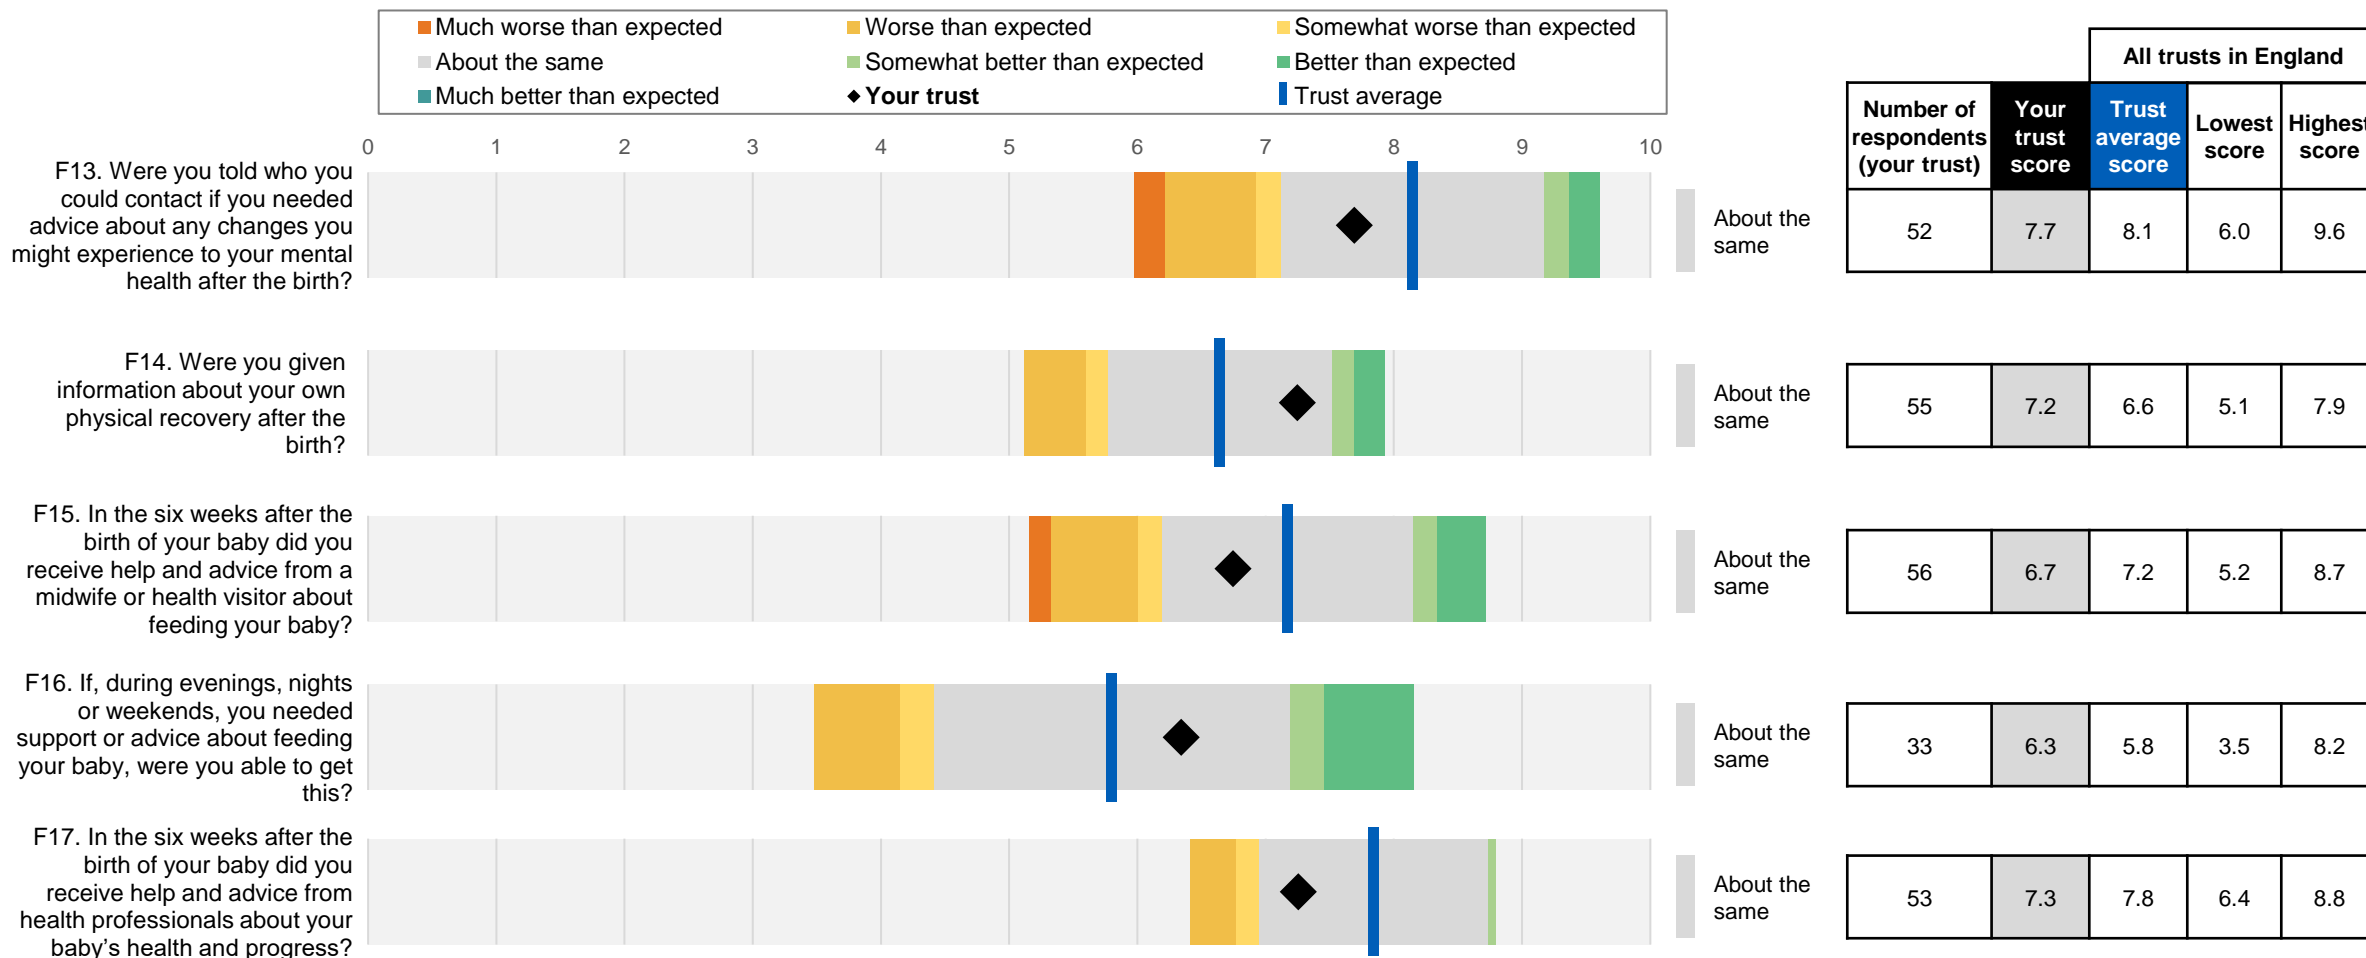 Much worse than expected
Worse than expected
Somewhat worse than expected
About the same
Somewhat better than expected
Better than expected
Much better than expected
Your trust
Trust average
All trusts in England
Number of
respondents
(your trust)
Your
trust
score
Trust
average
score
Lowest
score
Highest
score
0 1 2 3 4 5 6 7 8 9 10
F13. Were you told who you
could contact if you needed
advice about any changes you
might experience to your mental
health after the birth?
About the
same
52 7.7 8.1 6.0 9.6
F14. Were you given
information about your own
physical recovery after the
birth?
About the
same
55 7.2 6.6 5.1 7.9
F15. In the six weeks after the
birth of your baby did you
receive help and advice from a
midwife or health visitor about
feeding your baby?
About the
same
56 6.7 7.2 5.2 8.7
F16. If, during evenings, nights
or weekends, you needed
support or advice about feeding
your baby, were you able to get
this?
About the
same
33 6.3 5.8 3.5 8.2
F17. In the six weeks after the
birth of your baby did you
receive help and advice from
health professionals about your
baby's health and progress?
About the
same
53 7.3 7.8 6.4 8.8